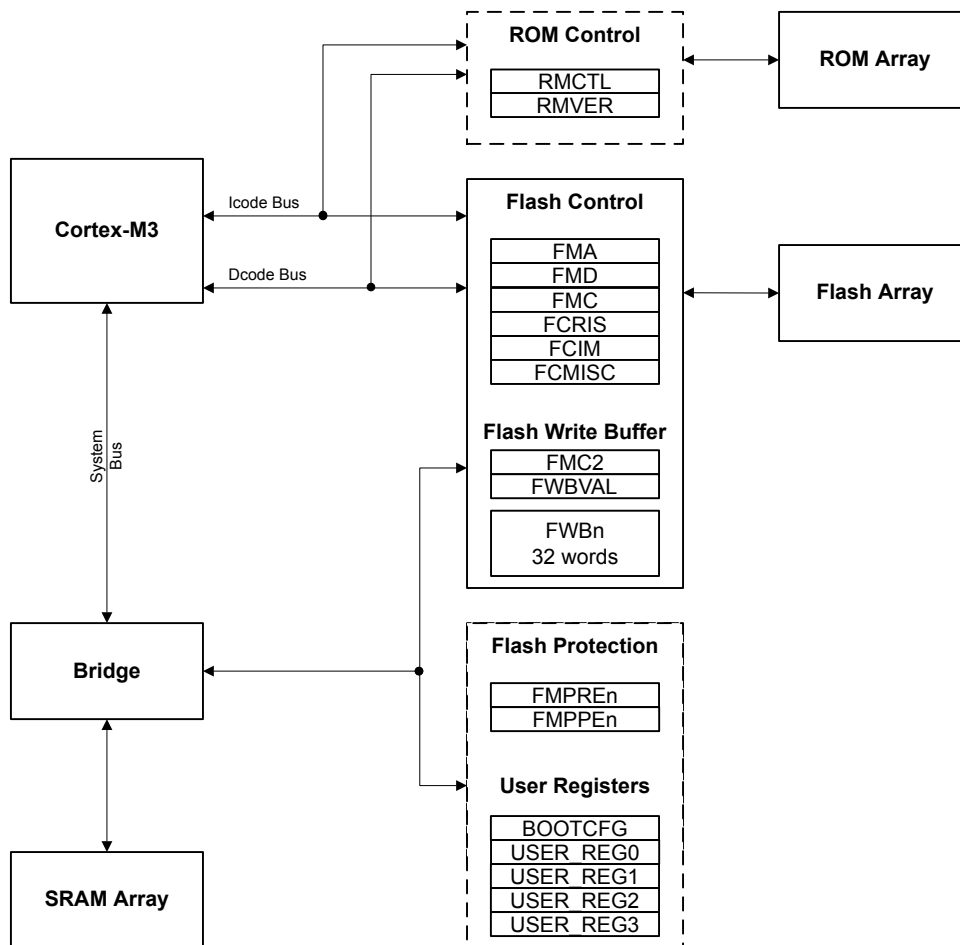 ROM Control
RMCTL
RMVER
ROM Array
Cortex-M3
Icode Bus
Dcode Bus
Flash Control
FMA
FMD
FMC
FCRIS
FCIM
FCMISC
Flash Array
System
Bus
Flash Write Buffer
FMC2
FWBVAL
FWBn
32 words
Bridge
Flash Protection
FMPREn
FMPPEn
User Registers
BOOTCFG
USER_REG0
USER_REG1
USER_REG2
USER_REG3
SRAM Array